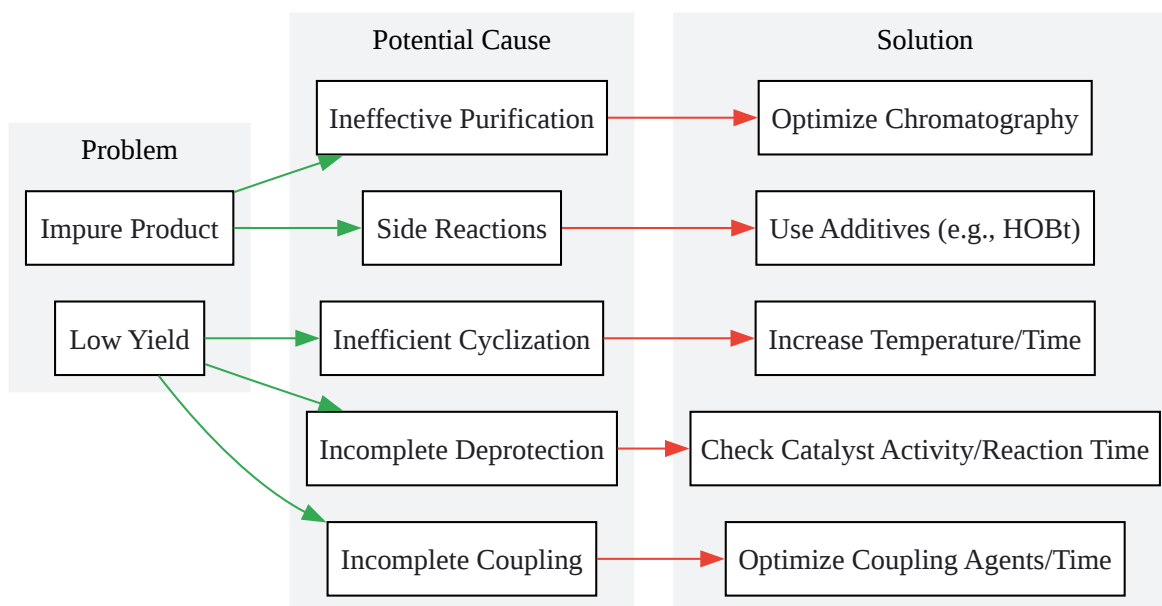 Problem
Impure Product
Low Yield
Potential Cause
Ineffective Purification
Side Reactions
Inefficient Cyclization
Incomplete Deprotection
Incomplete Coupling
Solution
Optimize Chromatography
Use Additives (e.g., HOBt)
Increase Temperature/Time
Check Catalyst Activity/Reaction Time
Optimize Coupling Agents/Time